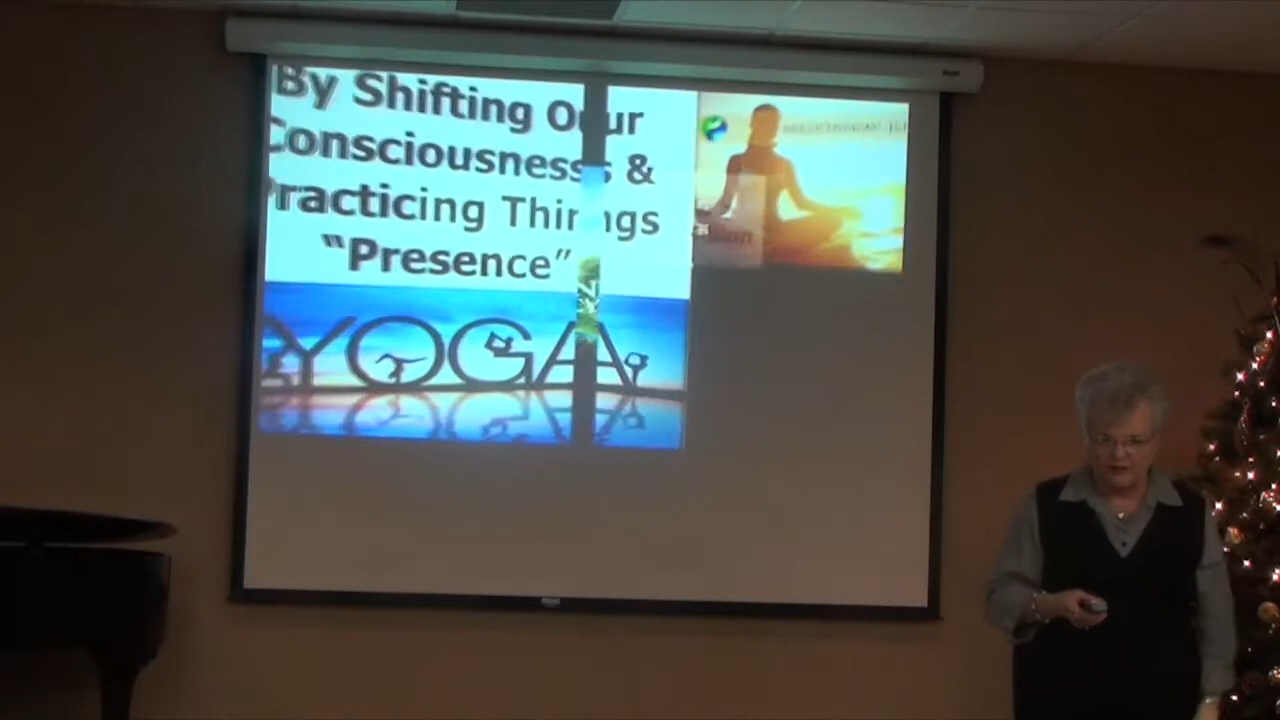 By Shifting Our
Consciousness &
Practicing Things
“Presence”
YOGA